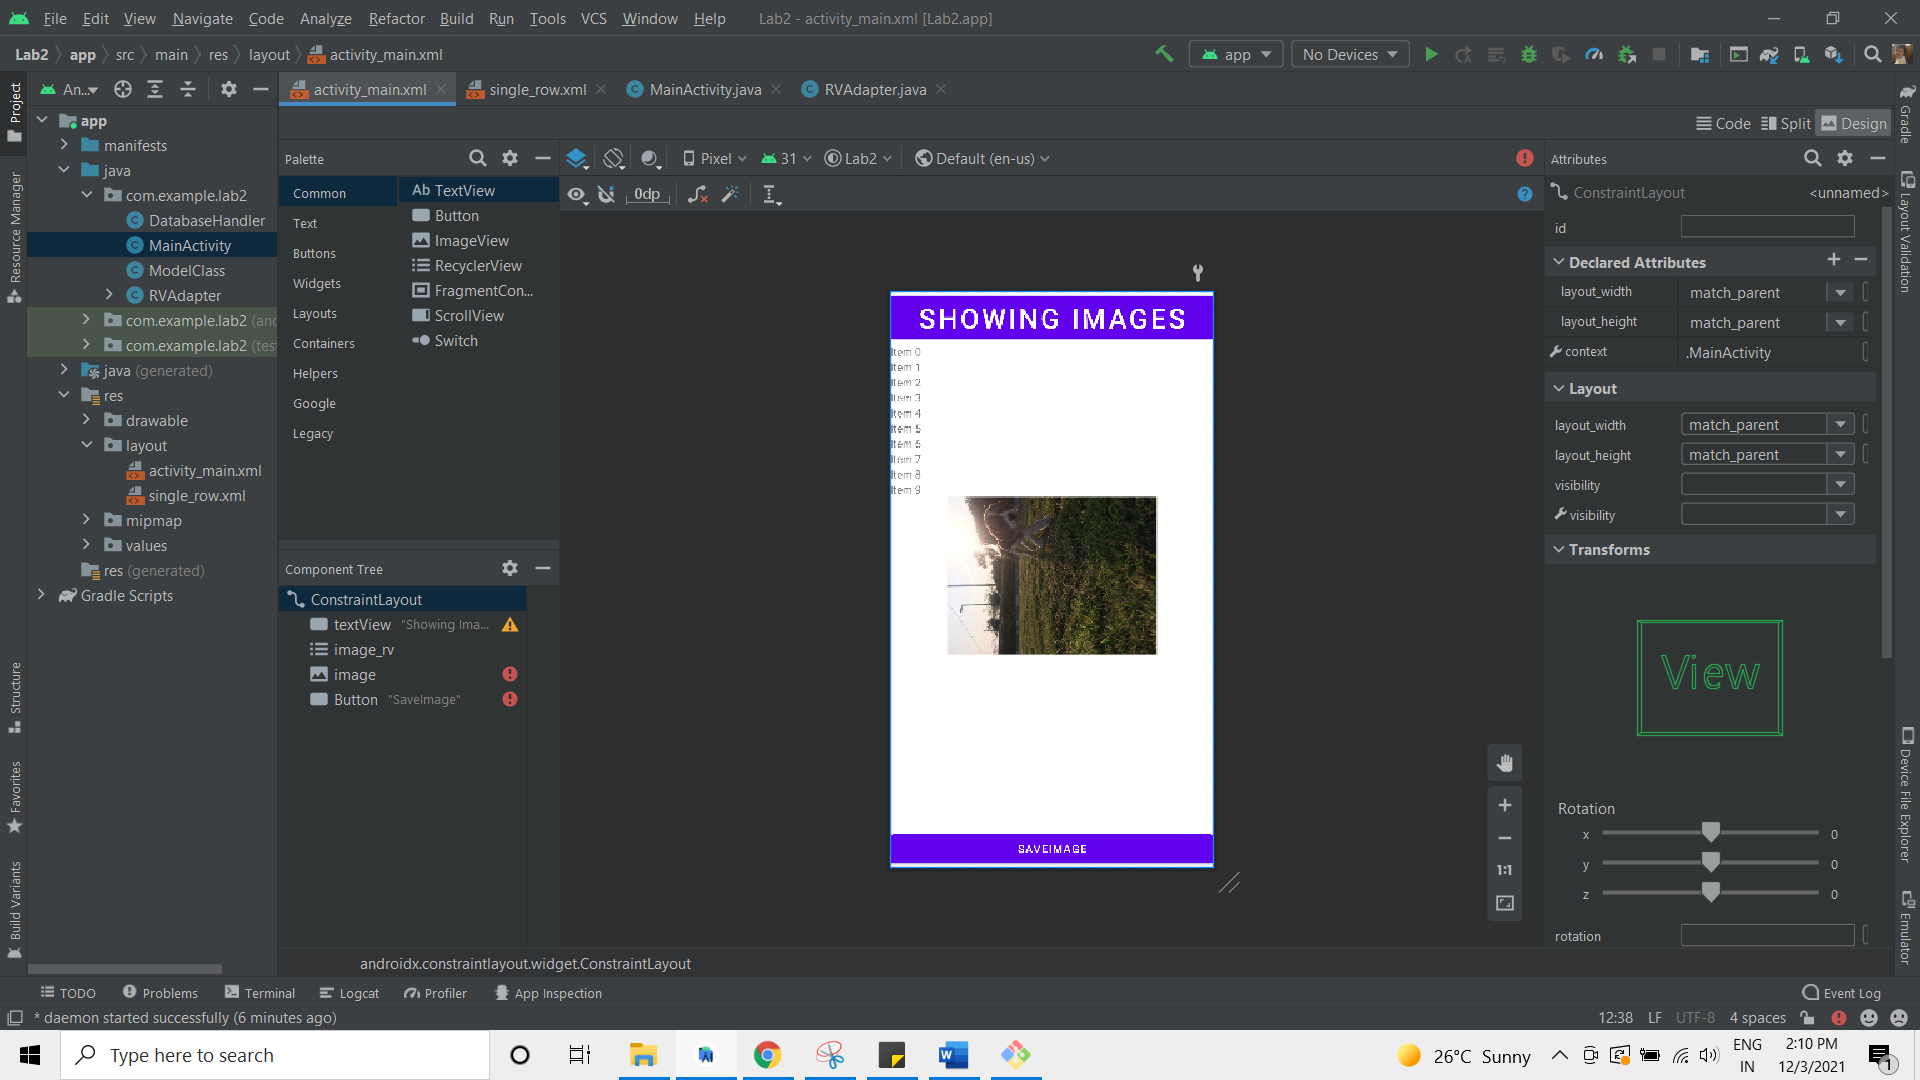 File Edit View Navigate Code Analyze Refactor Build Run Tools VCS Window Help Lab2 - activity_main.xml [Lab2.app]
Lab2 app src main res layout activity_main.xml
app No Devices
An...
activity_main.xml single_row.xml MainActivity.java RVAdapter.java
Code Split Design
Project
Resource Manager
Structure
Favorites
Build Variants
app
manifests
java
com.example.lab2
DatabaseHandler
MainActivity
ModelClass
RVAdapter
com.example.lab2 (and
com.example.lab2 (tes
java (generated)
res
drawable
layout
activity_main.xml
single_row.xml
mipmap
values
res (generated)
Gradle Scripts
Palette
Common
Text
Buttons
Widgets
Layouts
Containers
Helpers
Google
Legacy
Ab TextView
Button
ImageView
RecyclerView
FragmentCon...
ScrollView
Switch
Component Tree
ConstraintLayout
textView "Showing Ima...
image_rv
image
Button "SaveImage"
Pixel 31 Lab2 Default (en-us)
0dp
SHOWING IMAGES
Item 0
Item 1
Item 2
Item 3
Item 4
Item 5
Item 6
Item 7
Item 8
Item 9
SAVEIMAGE
1:1
Attributes
ConstraintLayout <unnamed>
id
Declared Attributes
layout_width match_parent
layout_height match_parent
context .MainActivity
Layout
layout_width match_parent
layout_height match_parent
visibility
visibility
Transforms
View
Rotation
x 0
y 0
z 0
rotation
Gradle
Layout Validation
Device File Explorer
Emulator
androidx.constraintlayout.widget.ConstraintLayout
TODO Problems Terminal Logcat Profiler App Inspection Event Log
* daemon started successfully (6 minutes ago) 12:38 LF UTF-8 4 spaces
Type here to search
26°C Sunny
ENG
IN
2:10 PM
12/3/2021
1